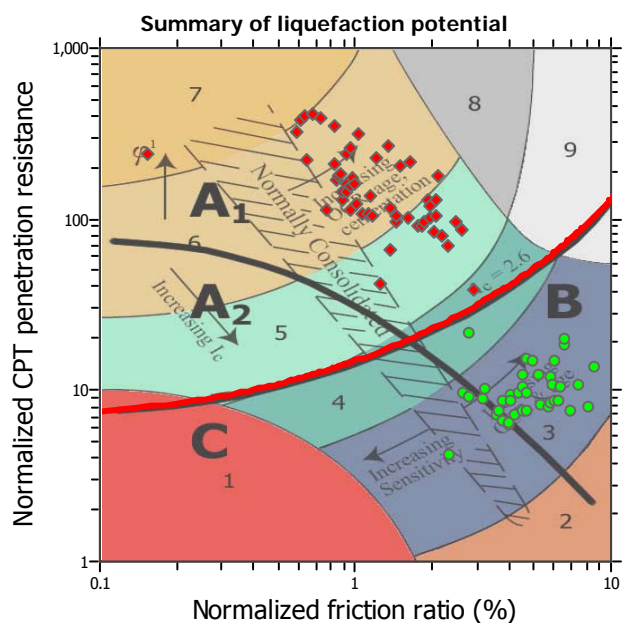 Summary of liquefaction potential
1,000
7
8
9
φ¹
Increasing
age,
cementation
A1
Normally Consolidated
100
6
A2
Increasing Ic
5
Ic = 2.6
B
10
4
C
3
Increasing
Sensitivity
1
2
1
0.1
1
10
Normalized CPT penetration resistance
Normalized friction ratio (%)